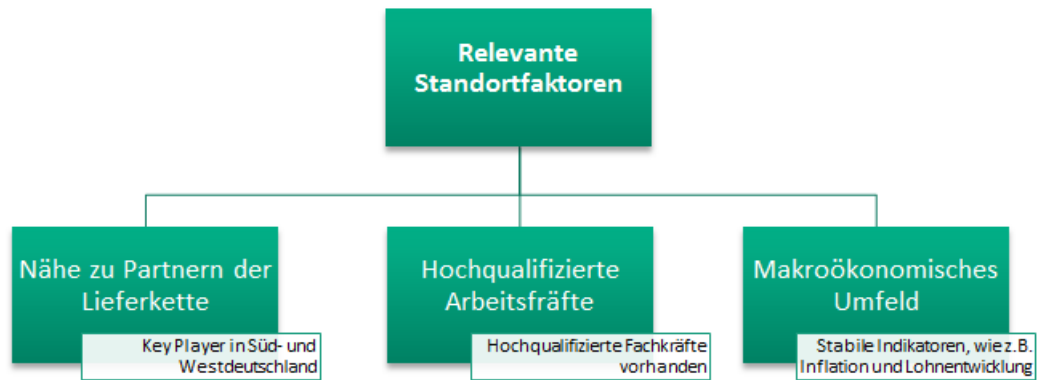 Relevante
Standortfaktoren
Nähe zu Partnern der
Lieferkette
Key Player in Süd- und
Westdeutschland
Hochqualifizierte
Arbeitsfräfte
Hochqualifizierte Fachkräfte
vorhanden
Makroökonomisches
Umfeld
Stabile Indikatoren, wie z.B.
Inflation und Lohnentwicklung